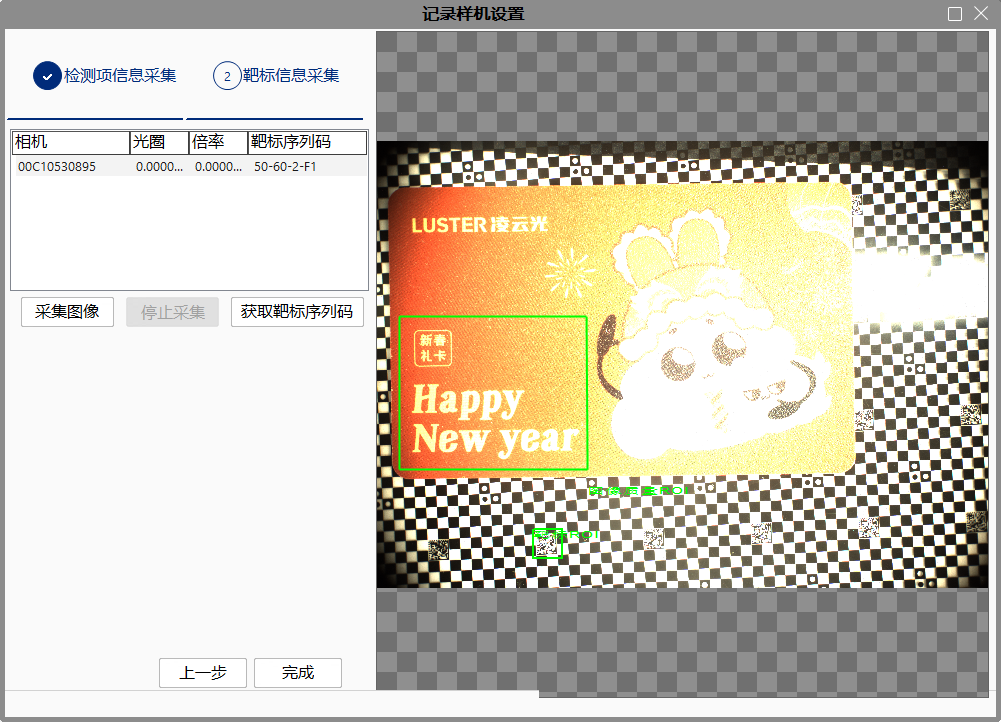 记录样机设置
检测项信息采集
2 靶标信息采集
相机 光圈 倍率 靶标序列码
00C10530895 0.0000... 0.0000... 50-60-2-F1
采集图像 停止采集 获取靶标序列码
LUSTER 凌云光
新春
礼卡
Happy
New year
ROI
ROI
上一步 完成